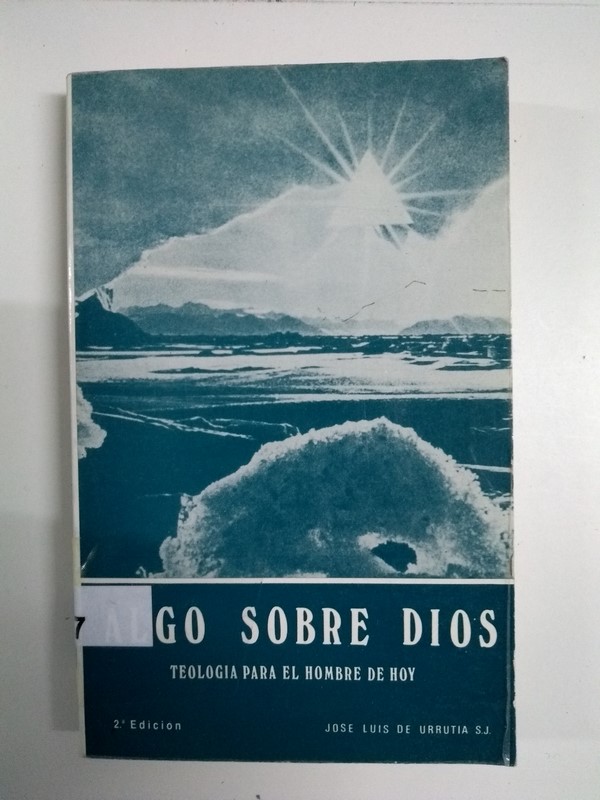 ALGO SOBRE DIOS
TEOLOGIA PARA EL HOMBRE DE HOY
2.ª Edicion
JOSE LUIS DE URRUTIA S.J.
7